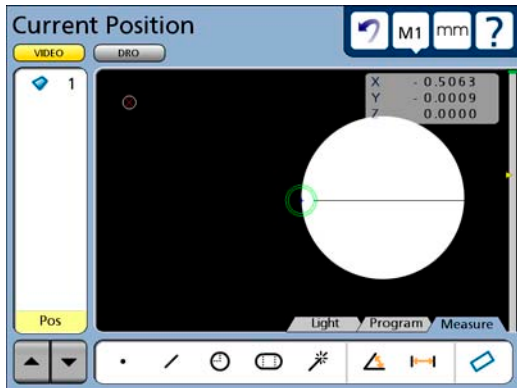 Current Position
M1 mm ?
VIDEO DRO
1
X - 0.5063
Y - 0.0009
Z 0.0000
Pos
Light Program Measure